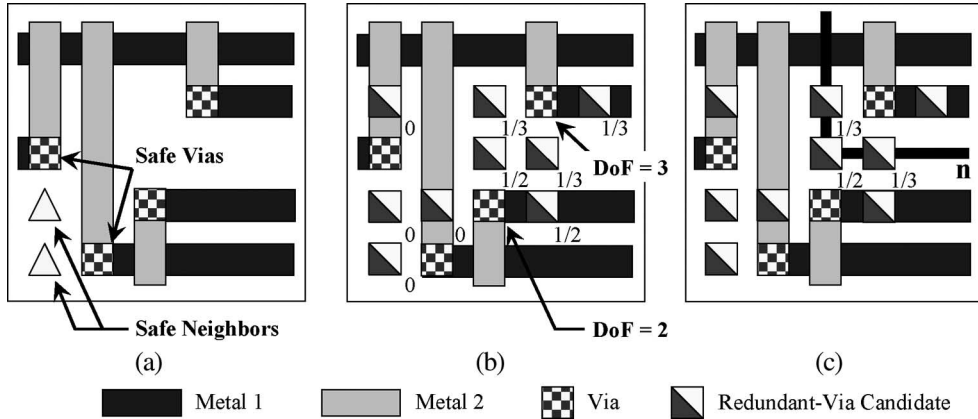 Safe Vias
Safe Neighbors
(a)
0
1/3
1/3
DoF = 3
1/2
1/3
0
0
1/2
0
DoF = 2
(b)
1/3
n
1/2
1/3
(c)
Metal 1
Metal 2
Via
Redundant-Via Candidate